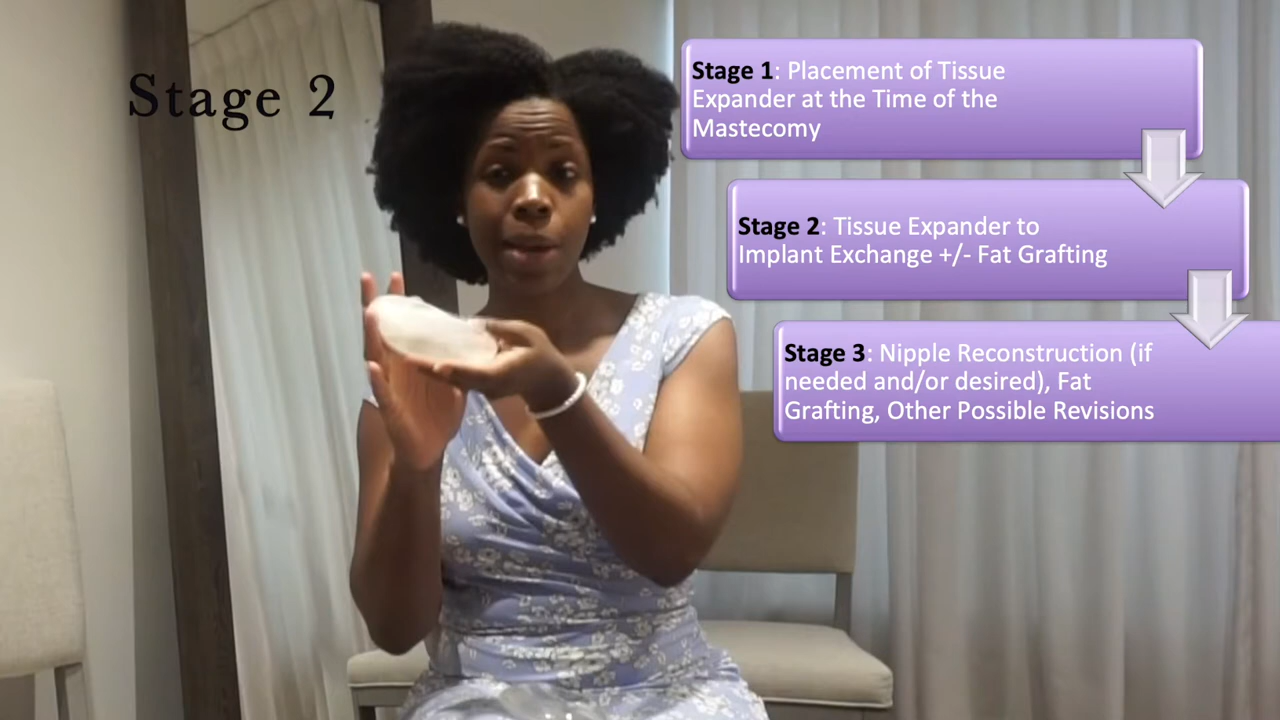 Stage 2
Stage 1: Placement of Tissue
Expander at the Time of the
Mastecomy
Stage 2: Tissue Expander to
Implant Exchange +/- Fat Grafting
Stage 3: Nipple Reconstruction (if
needed and/or desired), Fat
Grafting, Other Possible Revisions